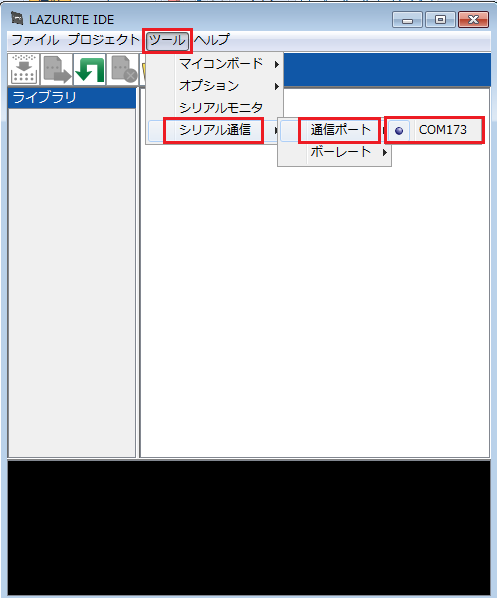 LAZURITE IDE
ファイル プロジェクト ツール ヘルプ
マイコンボード
オプション
シリアルモニタ
シリアル通信
通信ポート
COM173
ボーレート
ライブラリ